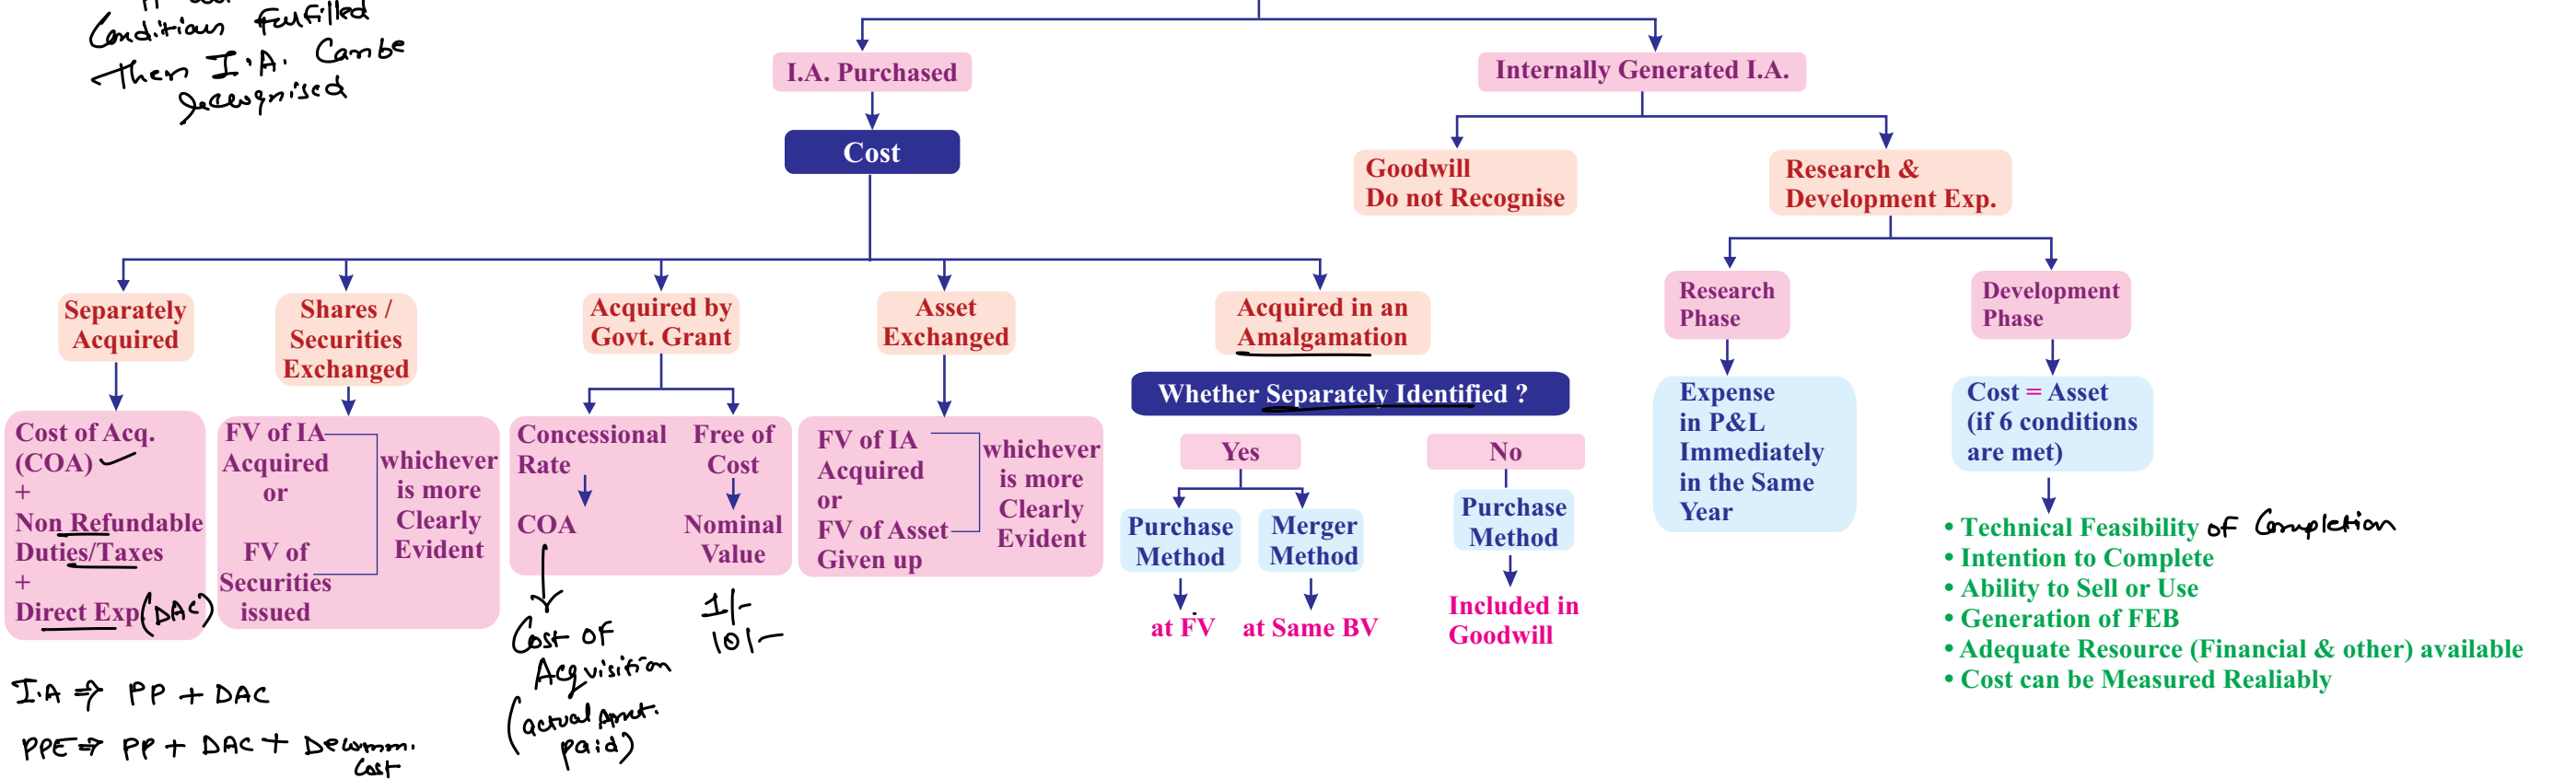 Conditions fulfilled
Then I.A. Can be
recognised
I.A. Purchased
Internally Generated I.A.
Cost
Goodwill
Do not Recognise
Research &
Development Exp.
Separately
Acquired
Shares /
Securities
Exchanged
Acquired by
Govt. Grant
Asset
Exchanged
Acquired in an
Amalgamation
Research
Phase
Development
Phase
Whether Separately Identified ?
Cost of Acq.
(COA)
+
Non Refundable
Duties/Taxes
+
Direct Exp. (DAC)
FV of IA
Acquired
or
FV of
Securities
issued
whichever
is more
Clearly
Evident
Concessional
Rate
COA
Cost of
Acquisition
(actual Amt.
paid)
Free of
Cost
Nominal
Value
1/-
10/-
FV of IA
Acquired
or
FV of Asset
Given up
whichever
is more
Clearly
Evident
Yes
No
Purchase
Method
at FV
Merger
Method
at Same BV
Purchase
Method
Included in
Goodwill
Expense
in P&L
Immediately
in the Same
Year
Cost = Asset
(if 6 conditions
are met)
• Technical Feasibility of Completion
• Intention to Complete
• Ability to Sell or Use
• Generation of FEB
• Adequate Resource (Financial & other) available
• Cost can be Measured Realiably
I.A ⇒ PP + DAC
PPE ⇒ PP + DAC + Decomm.
Cost